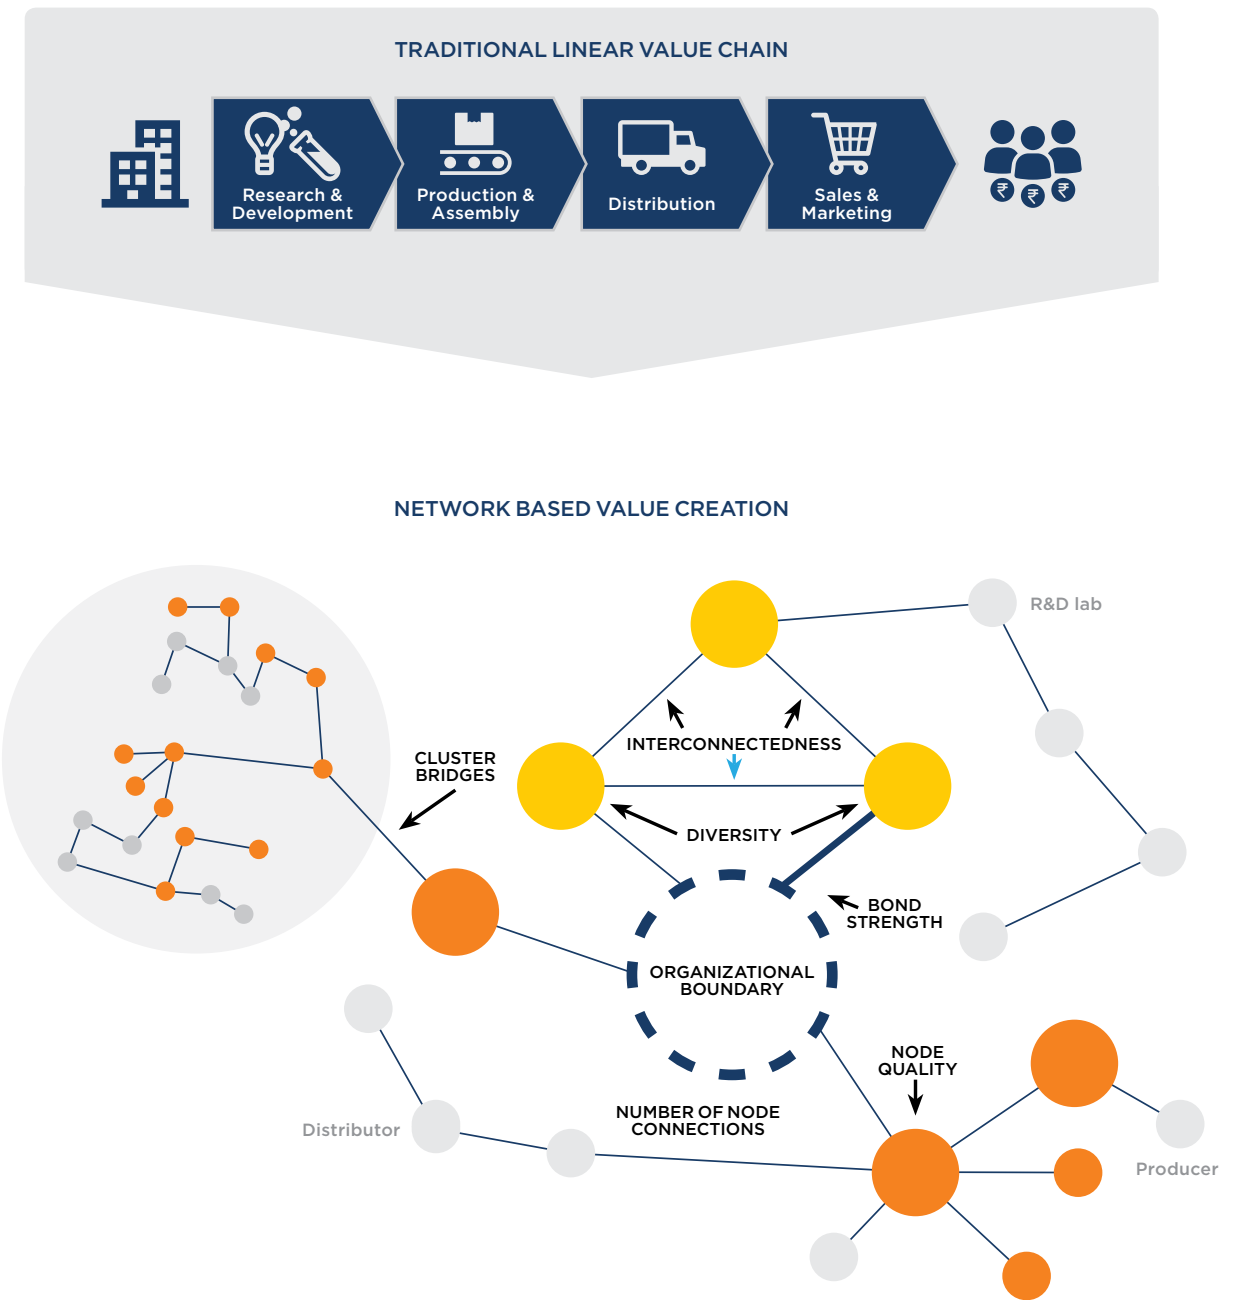 TRADITIONAL LINEAR VALUE CHAIN
Research &
Development
Production &
Assembly
Distribution
Sales &
Marketing
₹ ₹ ₹
NETWORK BASED VALUE CREATION
R&D lab
INTERCONNECTEDNESS
CLUSTER
BRIDGES
DIVERSITY
BOND
STRENGTH
ORGANIZATIONAL
BOUNDARY
NODE
QUALITY
NUMBER OF NODE
CONNECTIONS
Distributor
Producer